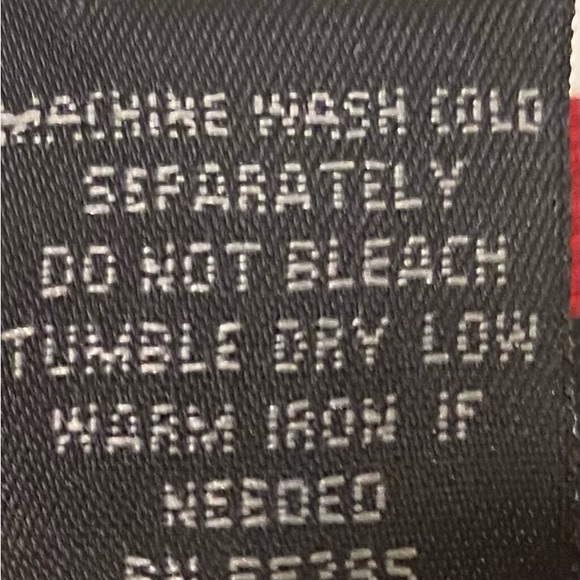 MACHINE WASH COLD
SEPARATELY
DO NOT BLEACH
TUMBLE DRY LOW
WARM IRON IF
NEEDED